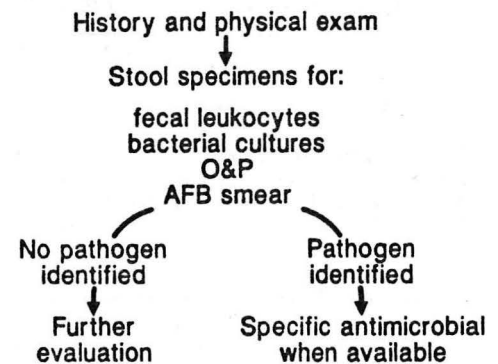 History and physical exam
Stool specimens for:
fecal leukocytes
bacterial cultures
O&P
AFB smear
No pathogen
identified
Further
evaluation
Pathogen
identified
Specific antimicrobial
when available